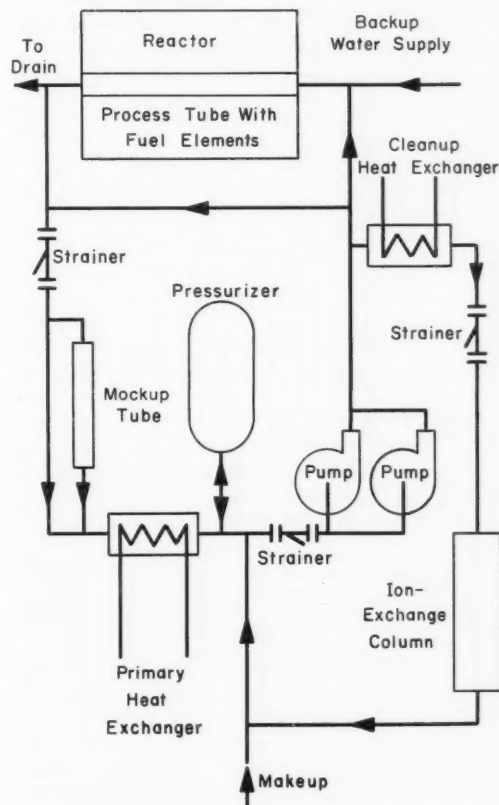 To
Drain
Reactor
Process Tube With
Fuel Elements
Backup
Water Supply
Cleanup
Heat Exchanger
Strainer
Pressurizer
Strainer
Mockup
Tube
Pump
Pump
Strainer
Ion-
Exchange
Column
Primary
Heat
Exchanger
Makeup